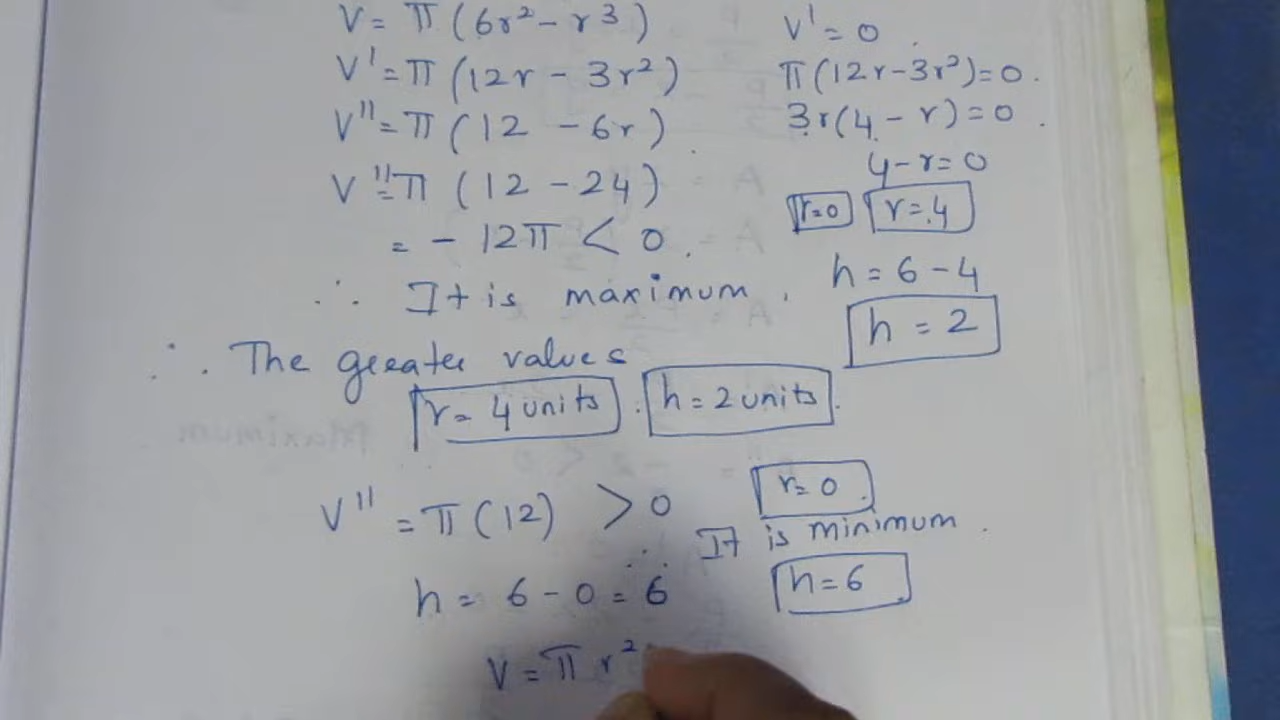 V = π(6r² - r³)
V' = 0.
V' = π(12r - 3r²)
π(12r-3r²)=0.
V'' = π(12 - 6r).
3r(4 - r)=0.
4-r=0
V'' = π(12 - 24)
r=0 r=4
= - 12π < 0.
h = 6 - 4
∴ It is maximum.
h = 2
∴ The greater values
r = 4 units . h = 2 units.
V'' = π(12) > 0
r=0.
∴ It is minimum.
h = 6 - 0 = 6
h=6
V = π r²